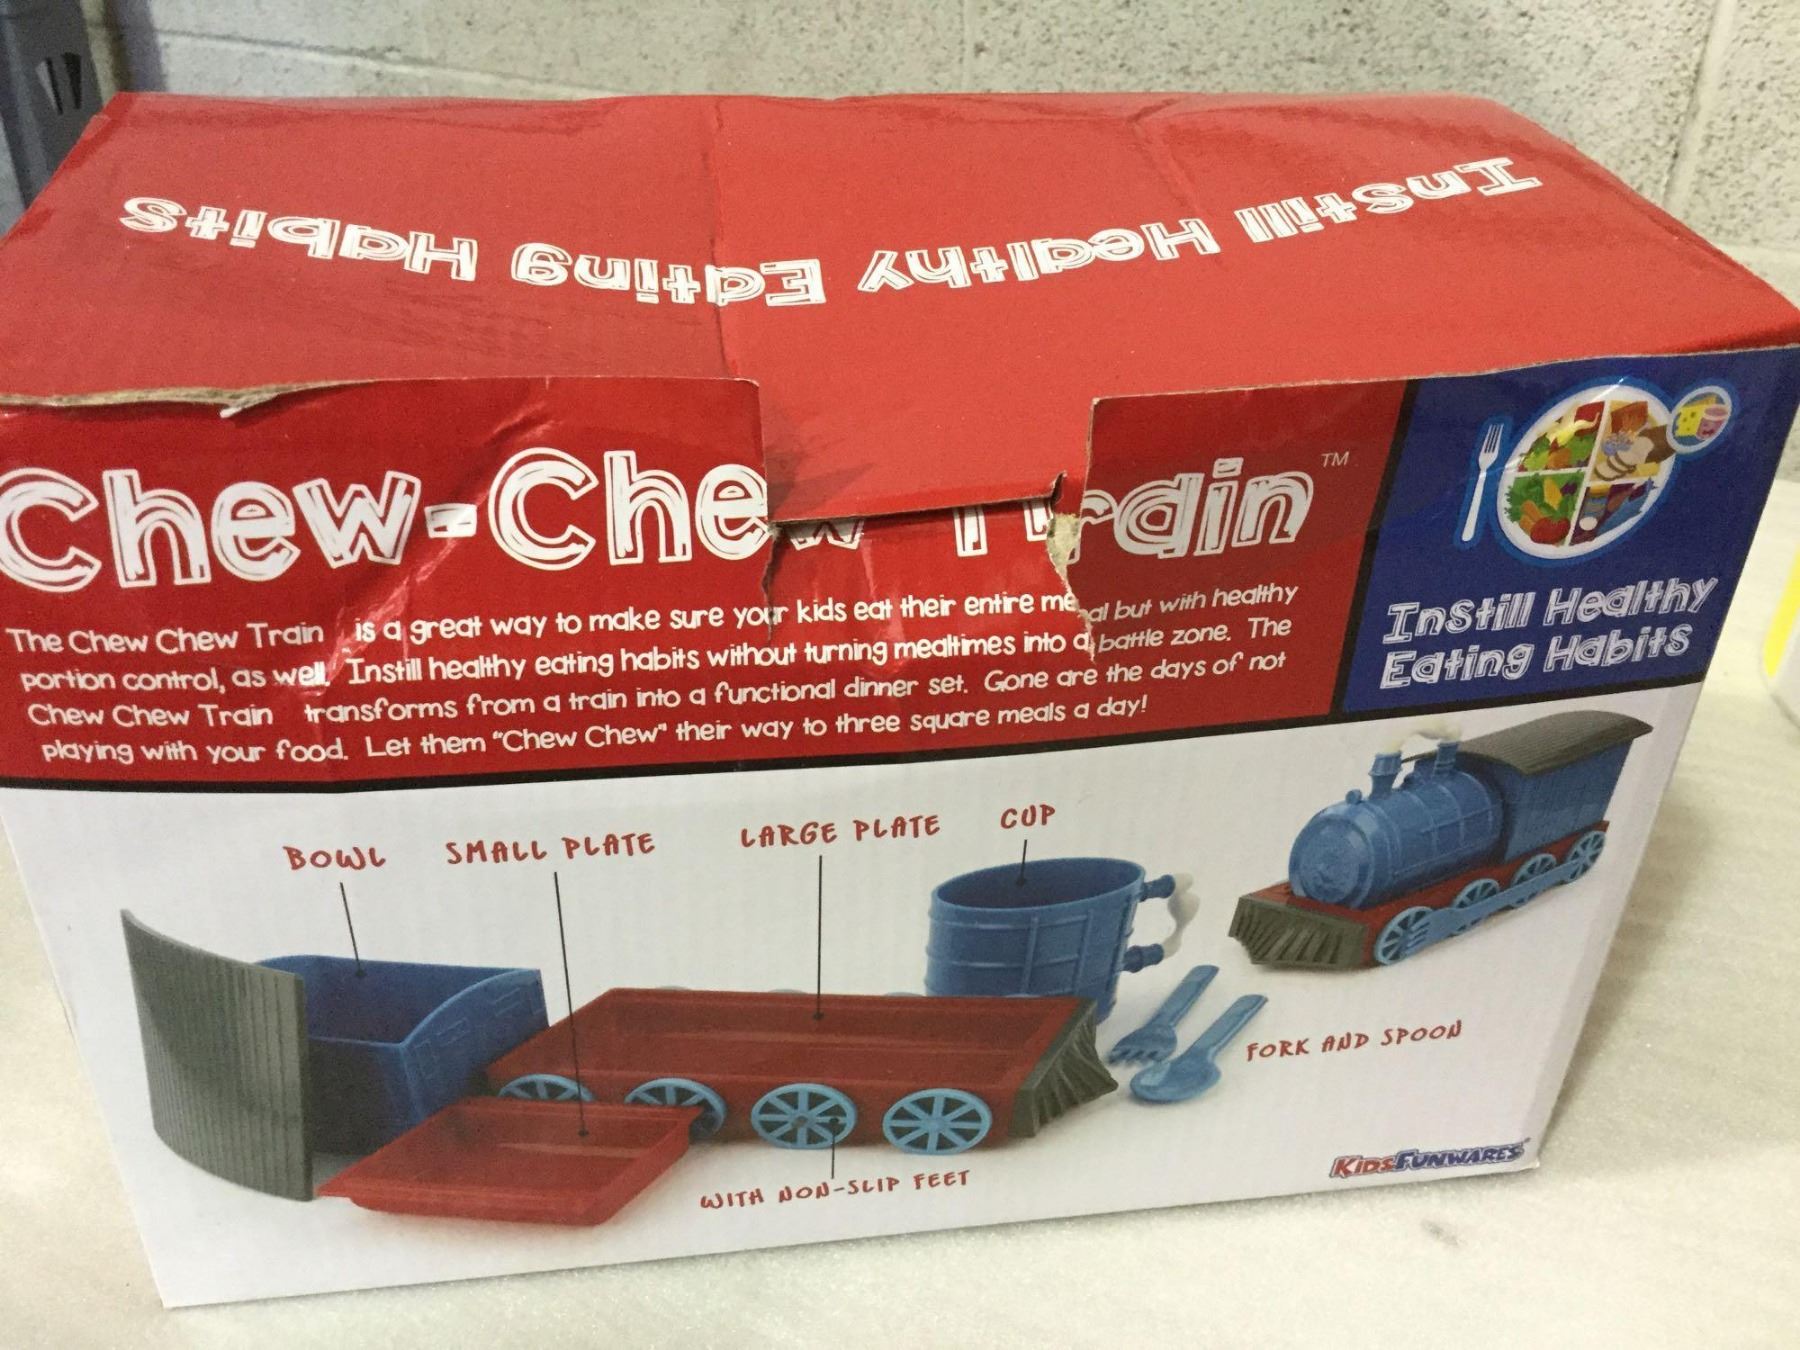 InStill Healthy Eating Habits
Chew-Chew Train™
The Chew Chew Train is a great way to make sure your kids eat their entire meal but with healthy
portion control, as well. Instill healthy eating habits without turning mealtimes into a battle zone. The
Chew Chew Train transforms from a train into a functional dinner set. Gone are the days of not
playing with your food. Let them "Chew Chew" their way to three square meals a day!
InStill Healthy
Eating Habits
BOWL
SMALL PLATE
LARGE PLATE
CUP
FORK AND SPOON
WITH NON-SLIP FEET
KIDSFUNWARES